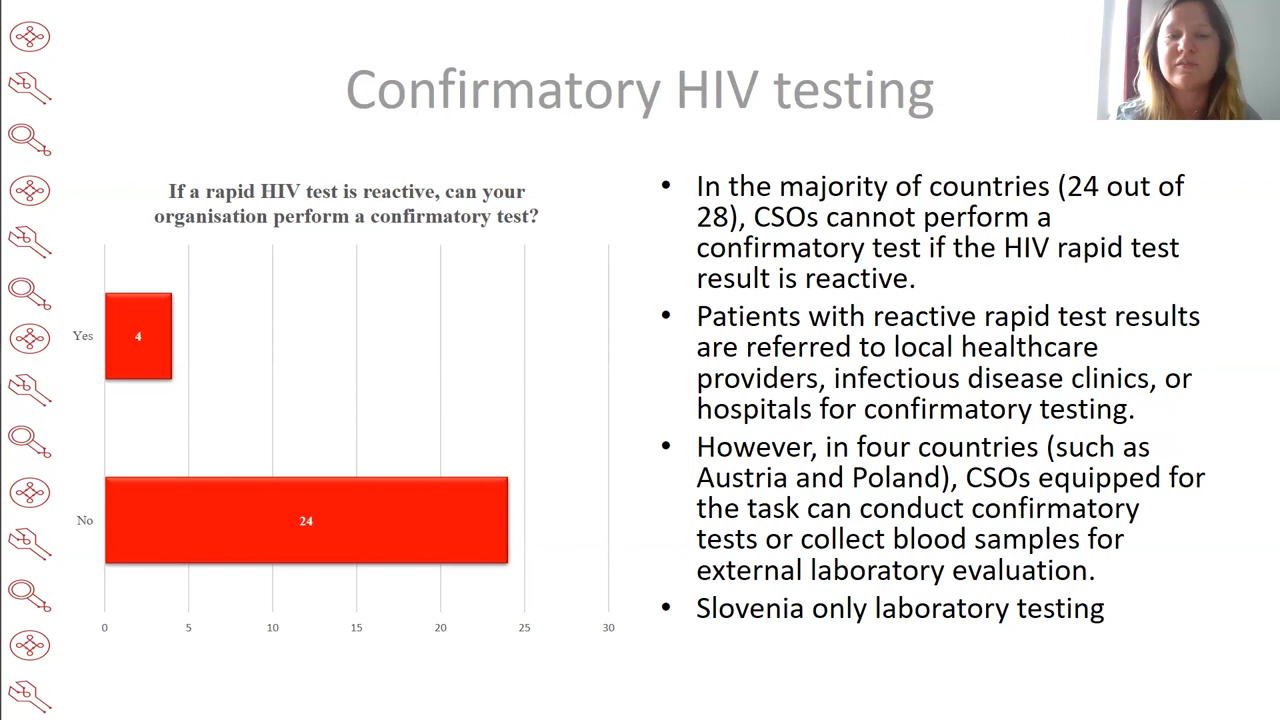 Confirmatory HIV testing
If a rapid HIV test is reactive, can your
organisation perform a confirmatory test?
Yes
4
No
24
0 5 10 15 20 25 30
• In the majority of countries (24 out of
28), CSOs cannot perform a
confirmatory test if the HIV rapid test
result is reactive.
• Patients with reactive rapid test results
are referred to local healthcare
providers, infectious disease clinics, or
hospitals for confirmatory testing.
• However, in four countries (such as
Austria and Poland), CSOs equipped for
the task can conduct confirmatory
tests or collect blood samples for
external laboratory evaluation.
• Slovenia only laboratory testing